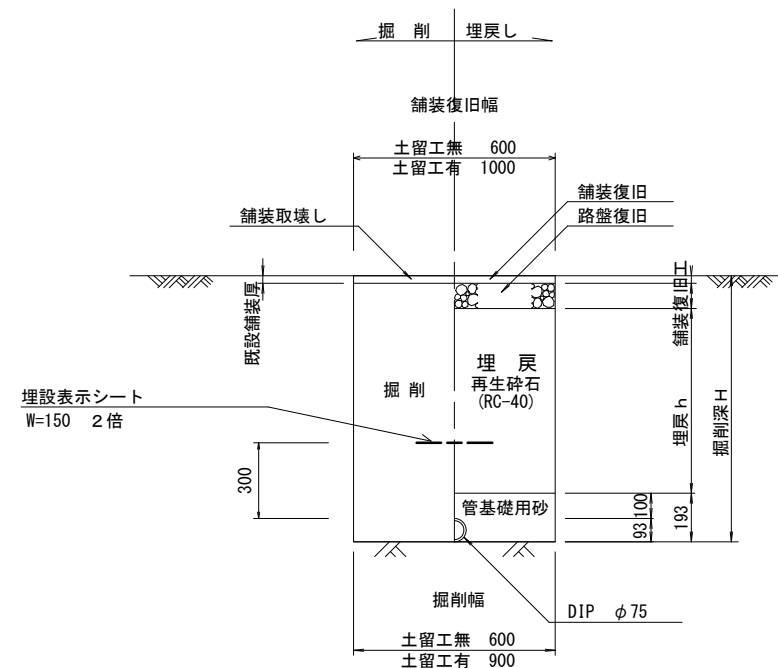 掘 削 埋戻し
舗装復旧幅
土留工無 600
土留工有 1000
舗装復旧
舗装取壊し 路盤復旧
既設舗装厚
舗装復旧工
埋 戻
再生砕石
(RC-40)
掘 削
埋設表示シート
W=150 2倍
埋戻h
掘削深H
300
管基礎用砂
100
93
193
掘削幅
DIP φ75
土留工無 600
土留工有 900